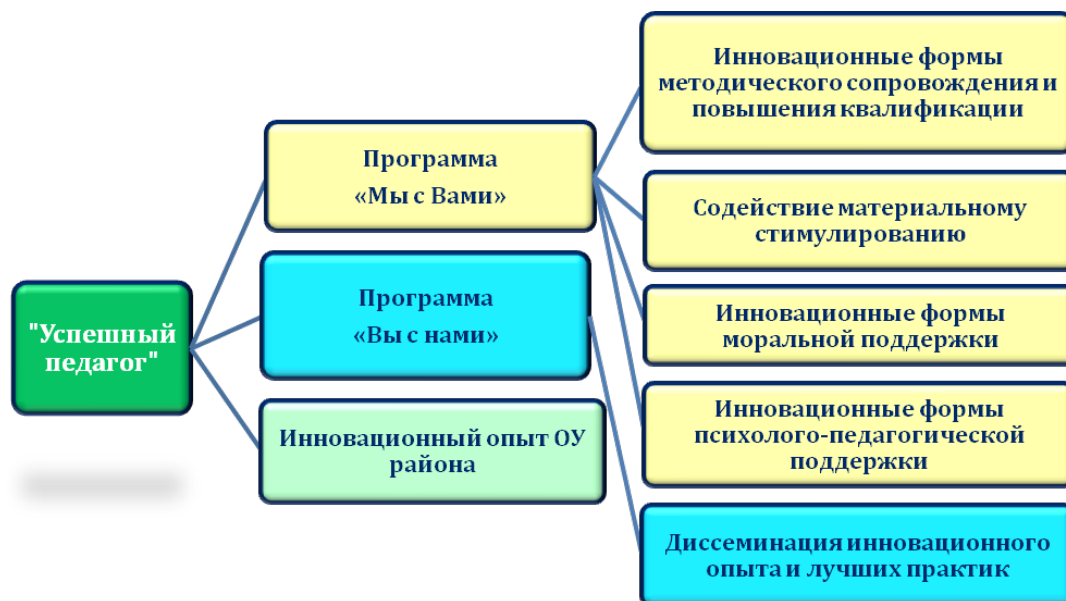 "Успешный
педагог"
Программа
«Мы с Вами»
Программа
«Вы с нами»
Инновационный опыт ОУ
района
Инновационные формы
методического сопровождения и
повышения квалификации
Содействие материальному
стимулированию
Инновационные формы
моральной поддержки
Инновационные формы
психолого-педагогической
поддержки
Диссеминация инновационного
опыта и лучших практик